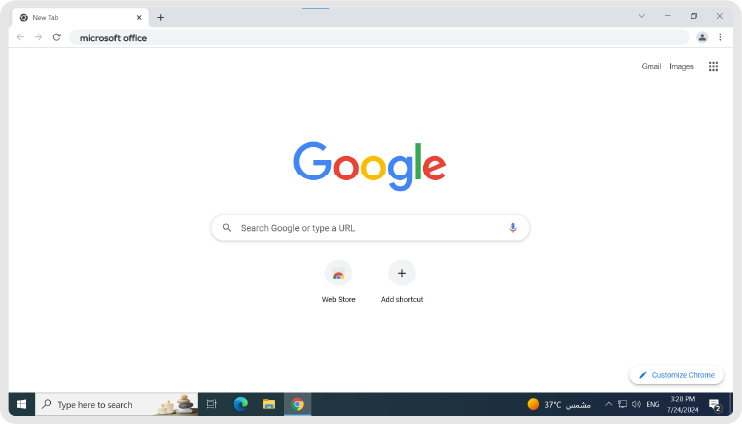 New Tab
microsoft office
Gmail Images
Google
Search Google or type a URL
Web Store Add shortcut
Customize Chrome
Type here to search
37°C مشمس
ENG
3:28 PM
7/24/2024
2